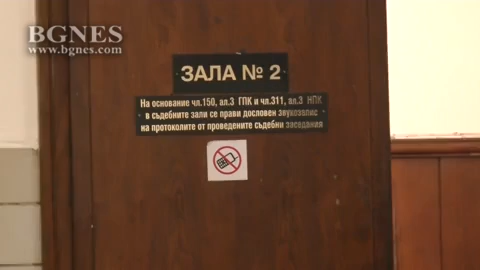 BGNES
www.bgnes.com
ЗАЛА № 2
На основание чл.150, ал.3 ГПК и чл.311, ал.3 НПК
в съдебните зали се прави дословен звукозапис
на протоколите от проведените съдебни заседания